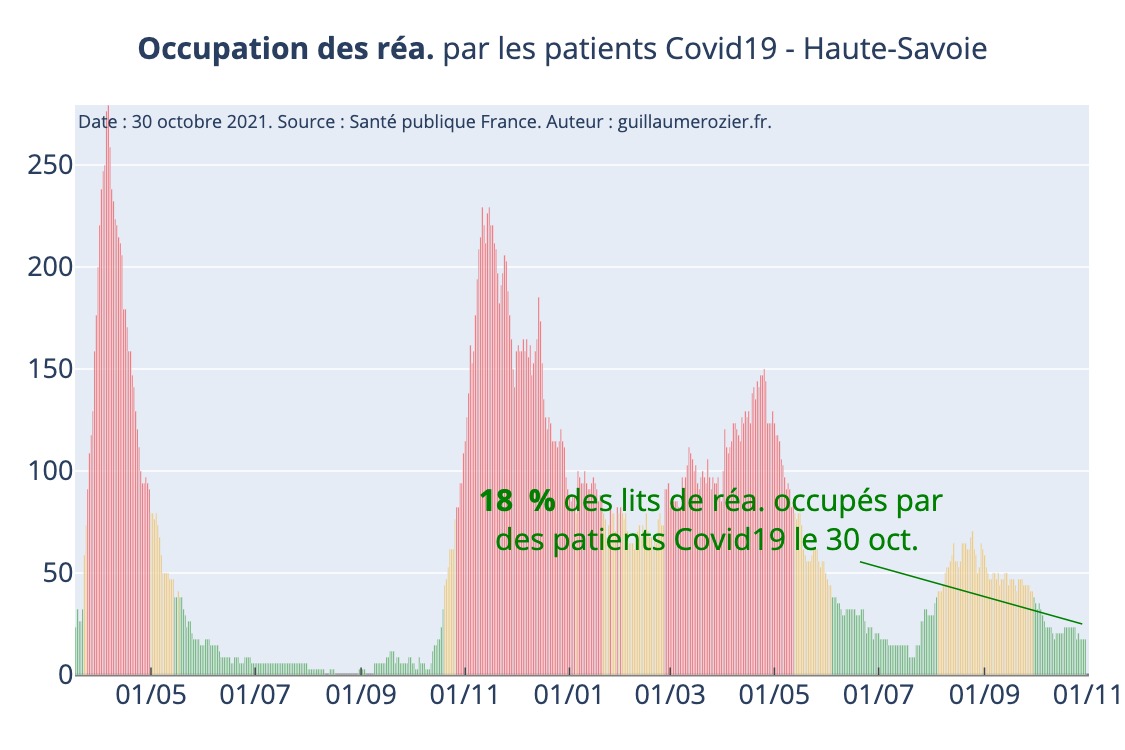 Occupation des réa. par les patients Covid19 - Haute-Savoie
Date : 30 octobre 2021. Source : Santé publique France. Auteur : guillaumerozier.fr.
250
200
150
100
50
0
18 % des lits de réa. occupés par
des patients Covid19 le 30 oct.
01/05 01/07 01/09 01/11 01/01 01/03 01/05 01/07 01/09 01/11